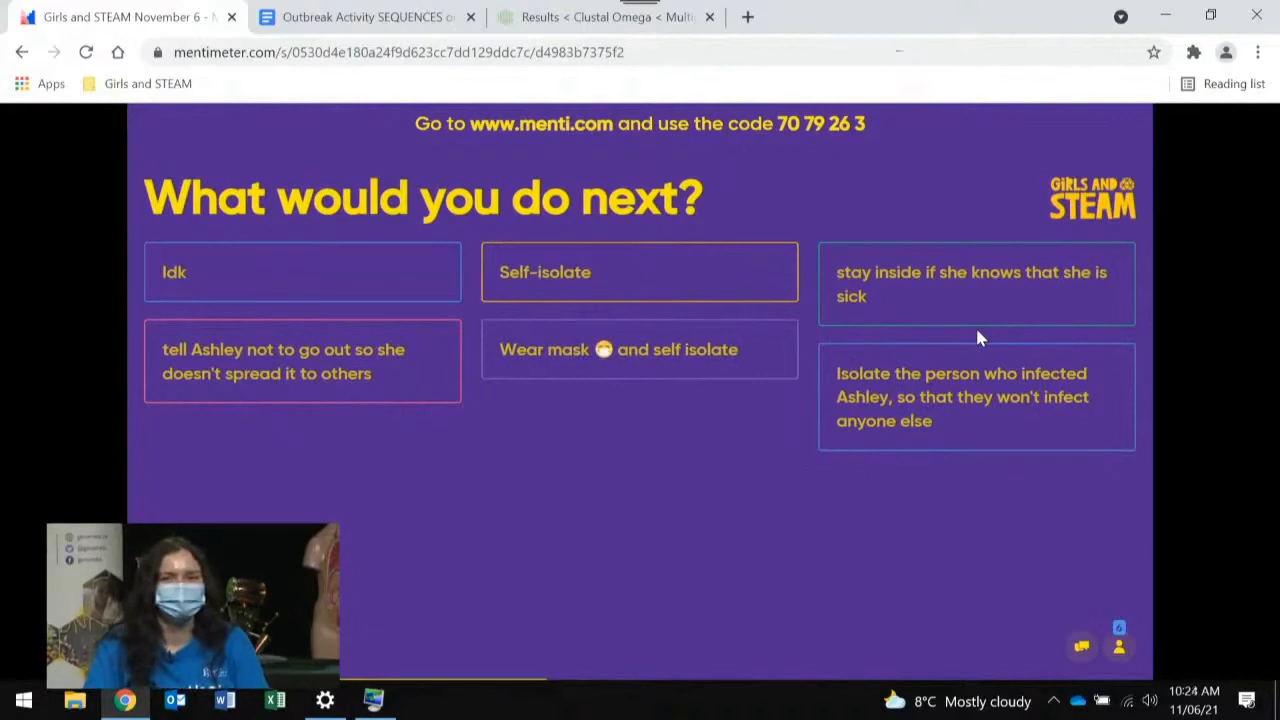 Girls and STEAM November 6 -
Outbreak Activity SEQUENCES
Results < Clustal Omega < Multi
mentimeter.com/s/0530d4e180a24f9d623cc7dd129ddc7c/d4983b7375f2
Apps
Girls and STEAM
Reading list
Go to www.menti.com and use the code 70 79 26 3
What would you do next?
GIRLS AND
STEAM
Idk
Self-isolate
stay inside if she knows that she is
sick
tell Ashley not to go out so she
doesn't spread it to others
Wear mask 😷 and self isolate
Isolate the person who infected
Ashley, so that they won't infect
anyone else
6
8°C Mostly cloudy
10:24 AM
11/06/21